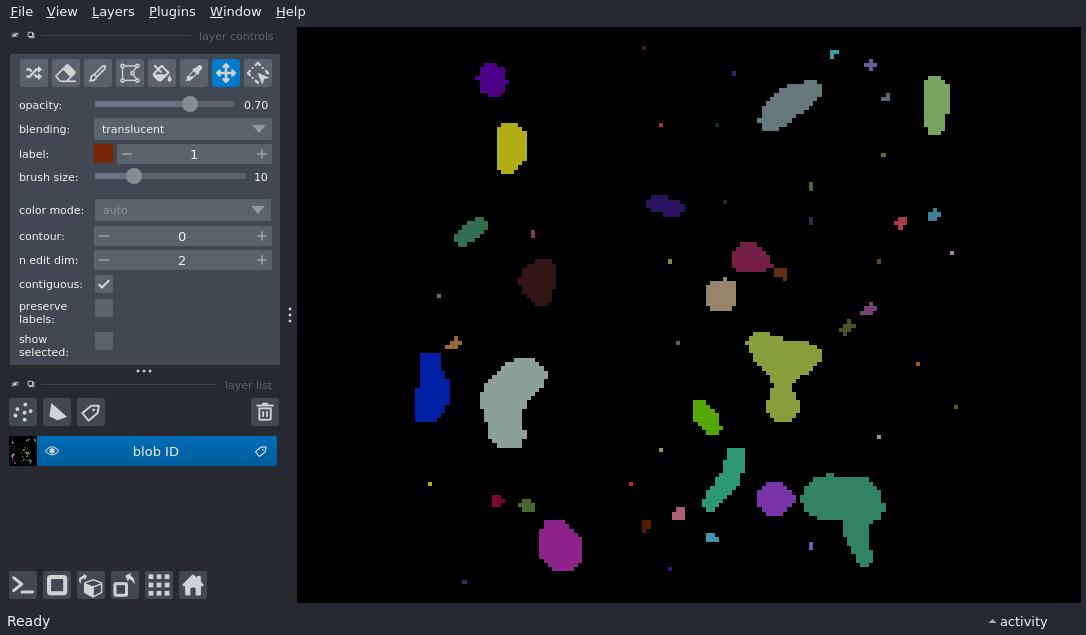 File View Layers Plugins Window Help
layer controls
opacity: 0.70
blending: translucent
label: 1
brush size: 10
color mode: auto
contour: 0
n edit dim: 2
contiguous:
preserve
labels:
show
selected:
layer list
blob ID
Ready
activity